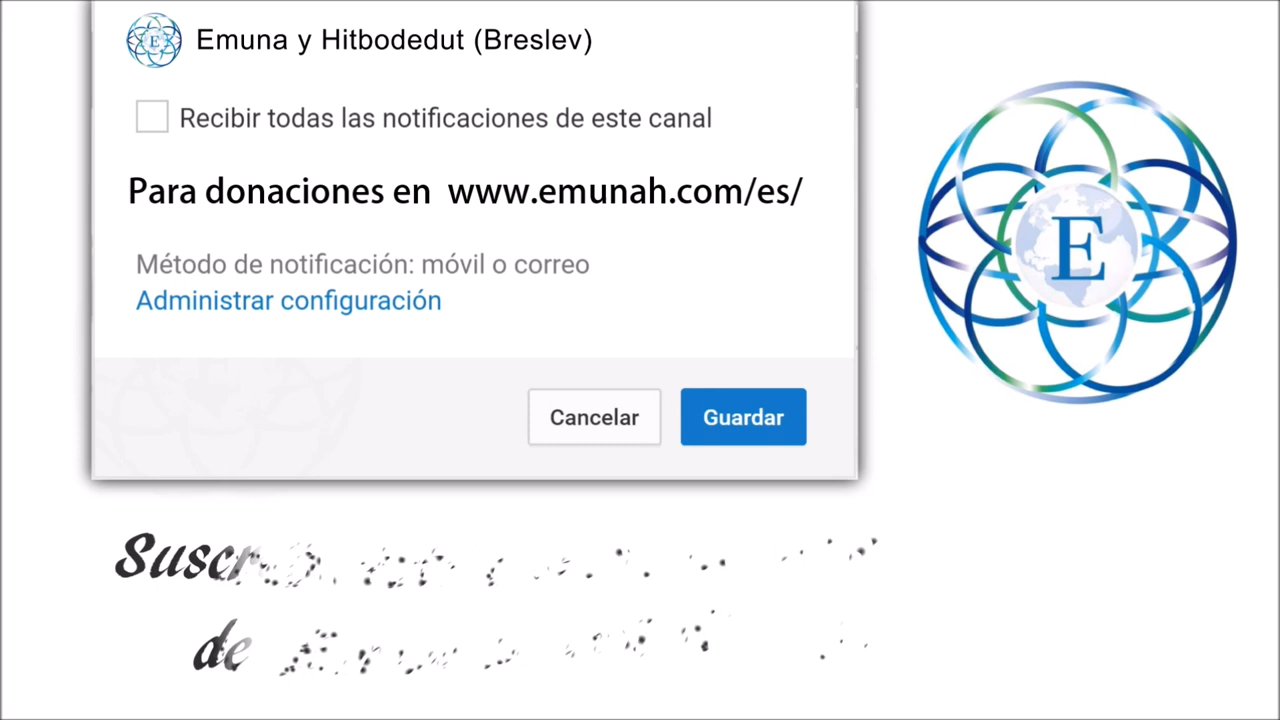 Emuna y Hitbodedut (Breslev)
Recibir todas las notificaciones de este canal
Para donaciones en www.emunah.com/es/
Método de notificación: móvil o correo
Administrar configuración
Cancelar Guardar
E
de